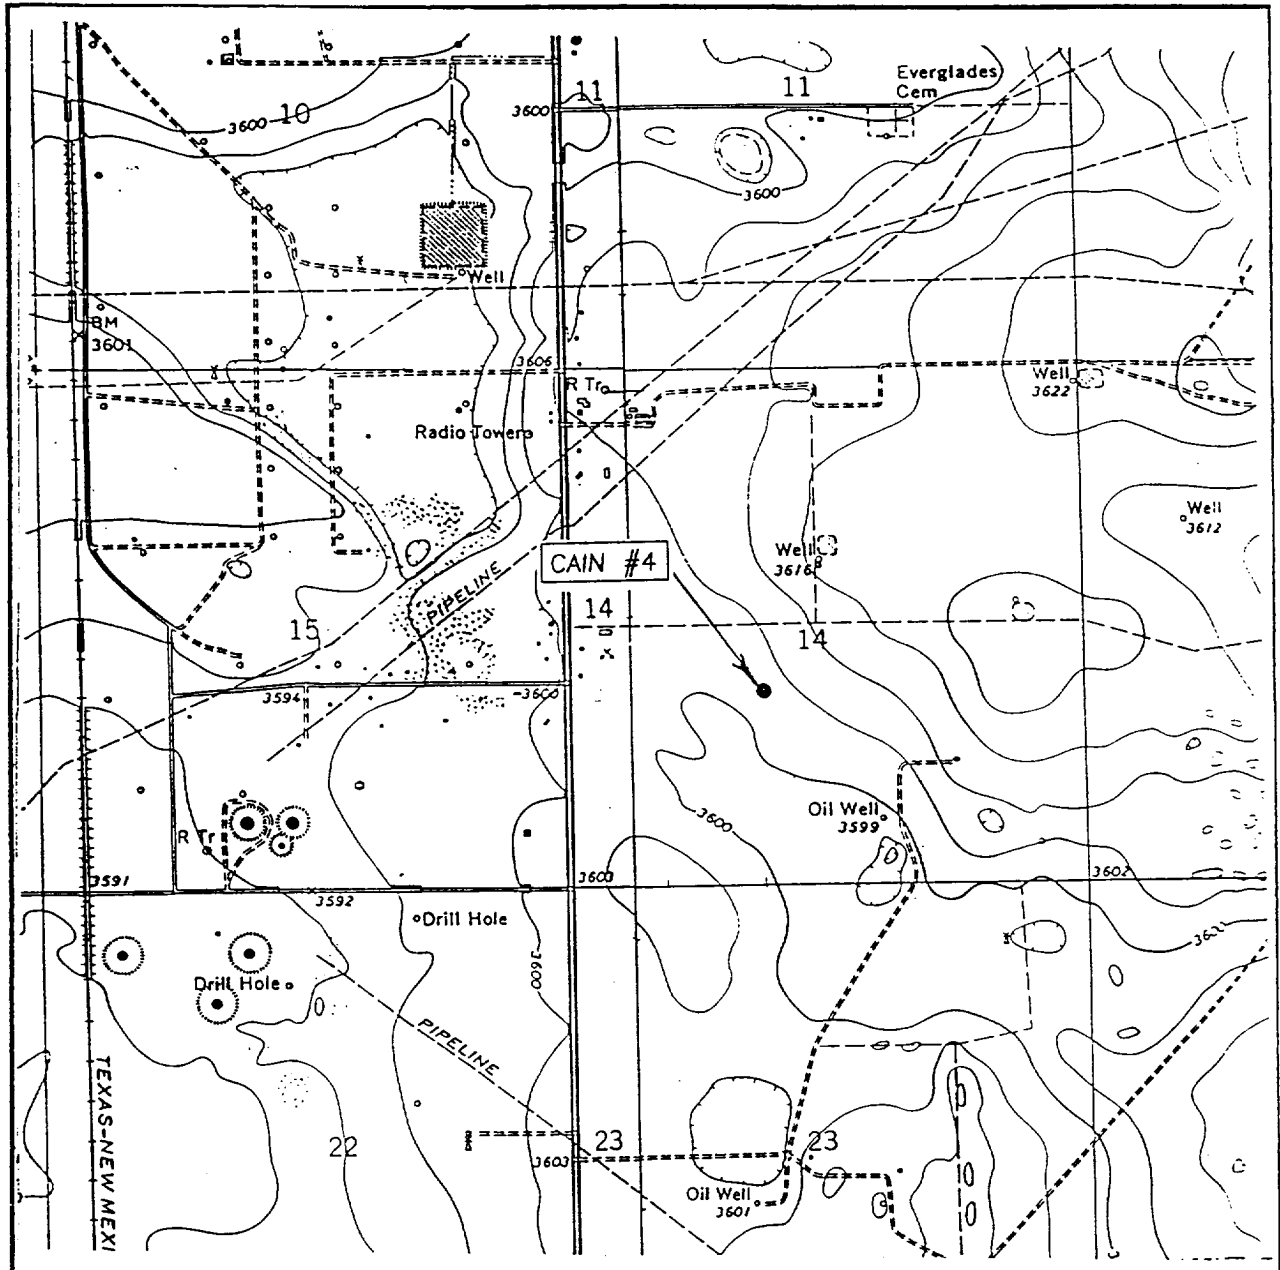 10
11
11
Everglades
Cem
3600
3600
3600
Well
BM
3601
3606
R Tr
Well
3622
Radio Towers
Well
3612
CAIN #4
Well
3616
PIPELINE
14
15
14
3594
3600
3600
Oil Well
3599
R Tr
3591
3592
3603
3602
Drill Hole
3600
Drill Hole
PIPELINE
TEXAS-NEW MEXI
22
23
23
3603
Oil Well
3601